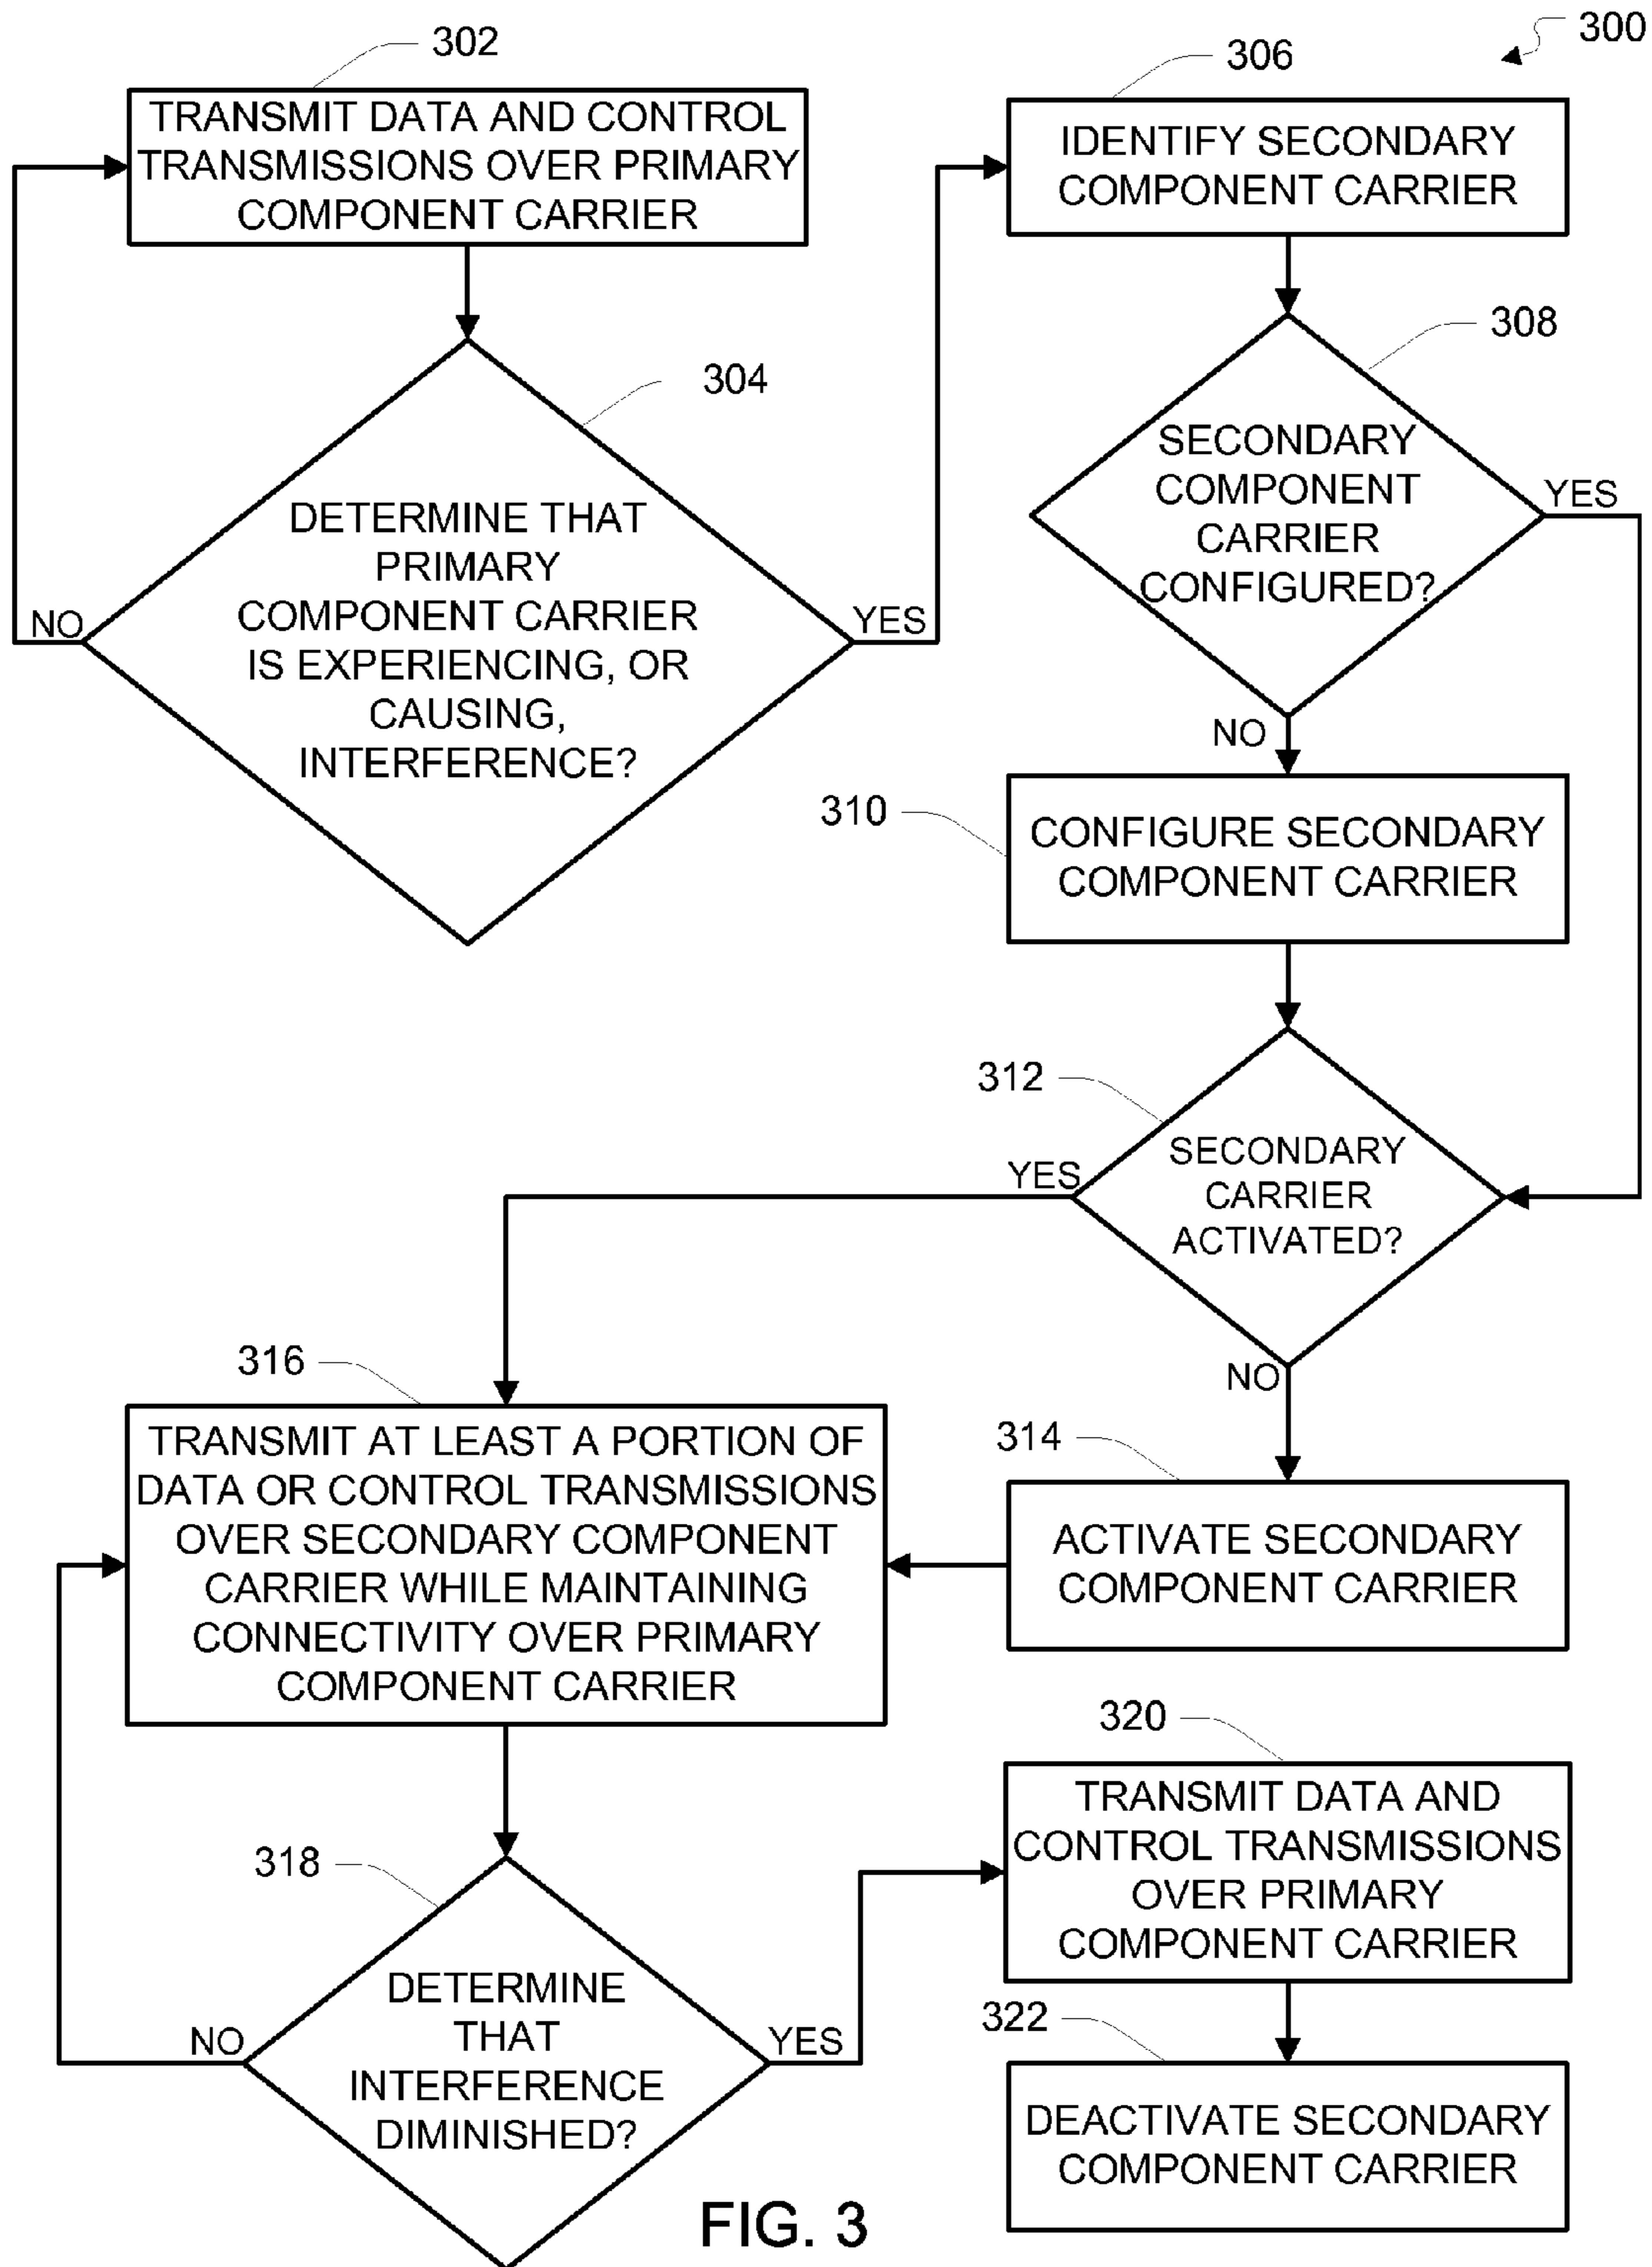 300
302
TRANSMIT DATA AND CONTROL
TRANSMISSIONS OVER PRIMARY
COMPONENT CARRIER
304
DETERMINE THAT
PRIMARY
COMPONENT CARRIER
IS EXPERIENCING, OR
CAUSING,
INTERFERENCE?
NO
YES
306
IDENTIFY SECONDARY
COMPONENT CARRIER
308
SECONDARY
COMPONENT
CARRIER
CONFIGURED?
YES
NO
310
CONFIGURE SECONDARY
COMPONENT CARRIER
312
SECONDARY
CARRIER
ACTIVATED?
YES
NO
314
ACTIVATE SECONDARY
COMPONENT CARRIER
316
TRANSMIT AT LEAST A PORTION OF
DATA OR CONTROL TRANSMISSIONS
OVER SECONDARY COMPONENT
CARRIER WHILE MAINTAINING
CONNECTIVITY OVER PRIMARY
COMPONENT CARRIER
318
DETERMINE
THAT
INTERFERENCE
DIMINISHED?
NO
YES
320
TRANSMIT DATA AND
CONTROL TRANSMISSIONS
OVER PRIMARY
COMPONENT CARRIER
322
DEACTIVATE SECONDARY
COMPONENT CARRIER
FIG. 3